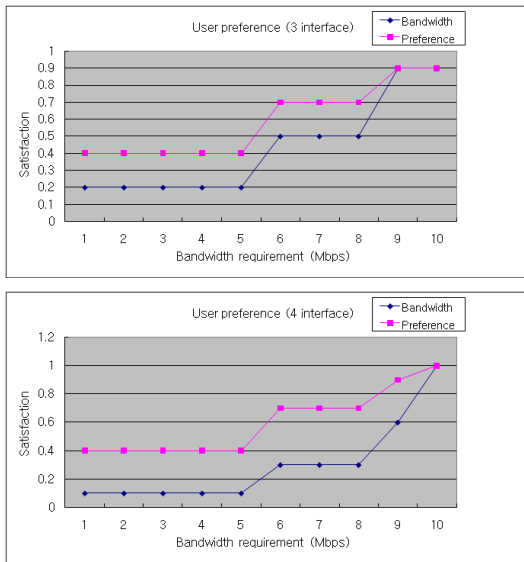 User preference (3 interface)
Bandwidth
Preference
Satisfaction
1
0.9
0.8
0.7
0.6
0.5
0.4
0.3
0.2
0.1
0
1 2 3 4 5 6 7 8 9 10
Bandwidth requirement (Mbps)
User preference (4 interface)
Bandwidth
Preference
Satisfaction
1.2
1
0.8
0.6
0.4
0.2
0
1 2 3 4 5 6 7 8 9 10
Bandwidth requirement (Mbps)